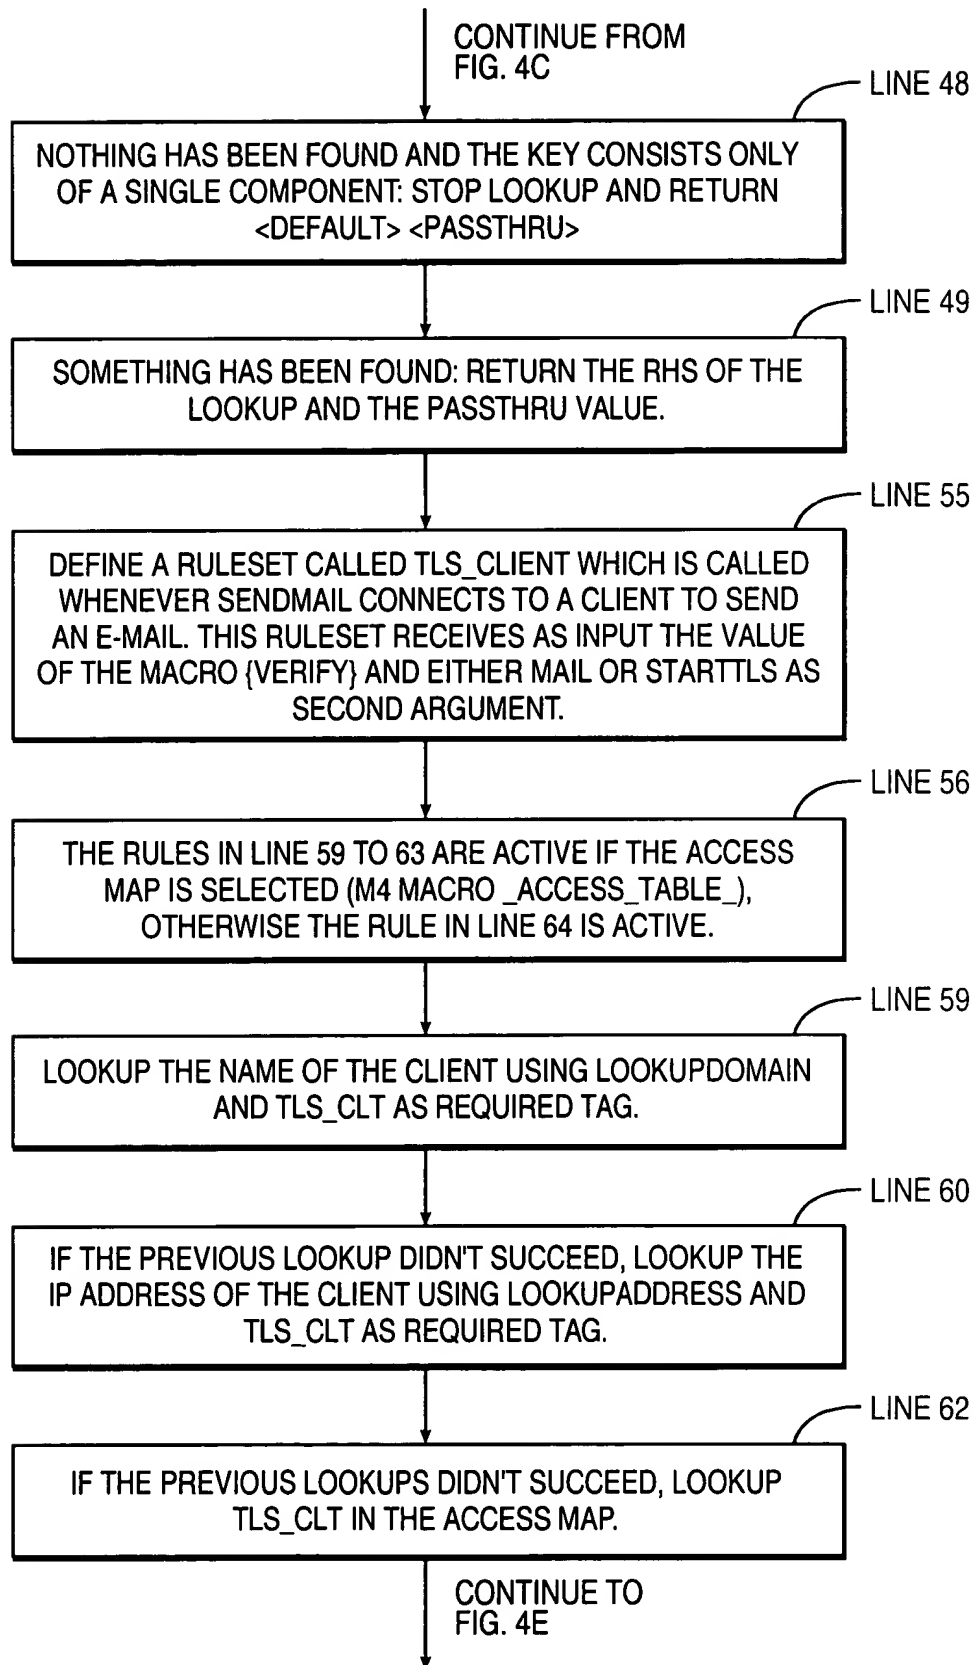 CONTINUE FROM
FIG. 4C
LINE 48
NOTHING HAS BEEN FOUND AND THE KEY CONSISTS ONLY
OF A SINGLE COMPONENT: STOP LOOKUP AND RETURN
<DEFAULT> <PASSTHRU>
LINE 49
SOMETHING HAS BEEN FOUND: RETURN THE RHS OF THE
LOOKUP AND THE PASSTHRU VALUE.
LINE 55
DEFINE A RULESET CALLED TLS_CLIENT WHICH IS CALLED
WHENEVER SENDMAIL CONNECTS TO A CLIENT TO SEND
AN E-MAIL. THIS RULESET RECEIVES AS INPUT THE VALUE
OF THE MACRO {VERIFY} AND EITHER MAIL OR STARTTLS AS
SECOND ARGUMENT.
LINE 56
THE RULES IN LINE 59 TO 63 ARE ACTIVE IF THE ACCESS
MAP IS SELECTED (M4 MACRO _ACCESS_TABLE_),
OTHERWISE THE RULE IN LINE 64 IS ACTIVE.
LINE 59
LOOKUP THE NAME OF THE CLIENT USING LOOKUPDOMAIN
AND TLS_CLT AS REQUIRED TAG.
LINE 60
IF THE PREVIOUS LOOKUP DIDN'T SUCCEED, LOOKUP THE
IP ADDRESS OF THE CLIENT USING LOOKUPADDRESS AND
TLS_CLT AS REQUIRED TAG.
LINE 62
IF THE PREVIOUS LOOKUPS DIDN'T SUCCEED, LOOKUP
TLS_CLT IN THE ACCESS MAP.
CONTINUE TO
FIG. 4E